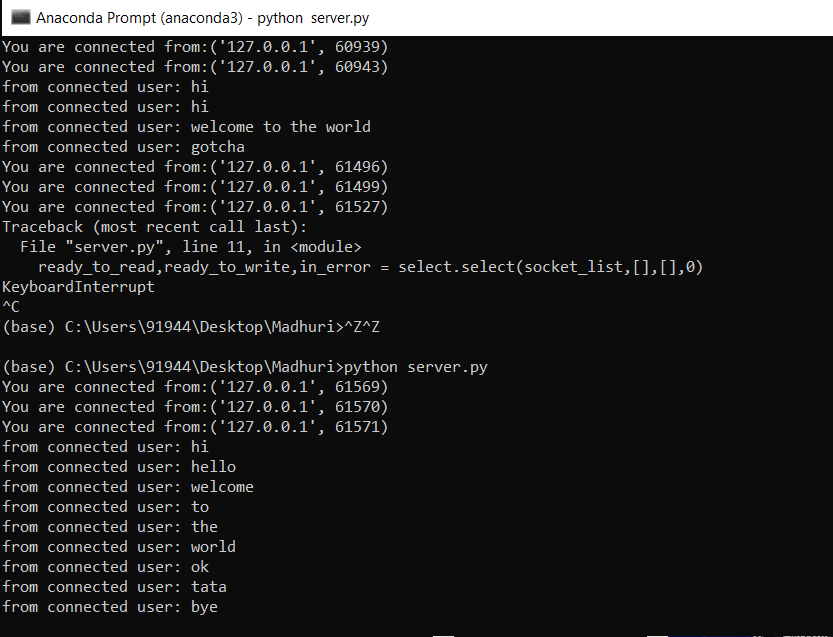 Anaconda Prompt (anaconda3) - python  server.py
You are connected from:('127.0.0.1', 60939)
You are connected from:('127.0.0.1', 60943)
from connected user: hi
from connected user: hi
from connected user: welcome to the world
from connected user: gotcha
You are connected from:('127.0.0.1', 61496)
You are connected from:('127.0.0.1', 61499)
You are connected from:('127.0.0.1', 61527)
Traceback (most recent call last):
  File "server.py", line 11, in <module>
    ready_to_read,ready_to_write,in_error = select.select(socket_list,[],[],0)
KeyboardInterrupt
^C
(base) C:\Users\91944\Desktop\Madhuri>^Z^Z
(base) C:\Users\91944\Desktop\Madhuri>python server.py
You are connected from:('127.0.0.1', 61569)
You are connected from:('127.0.0.1', 61570)
You are connected from:('127.0.0.1', 61571)
from connected user: hi
from connected user: hello
from connected user: welcome
from connected user: to
from connected user: the
from connected user: world
from connected user: ok
from connected user: tata
from connected user: bye